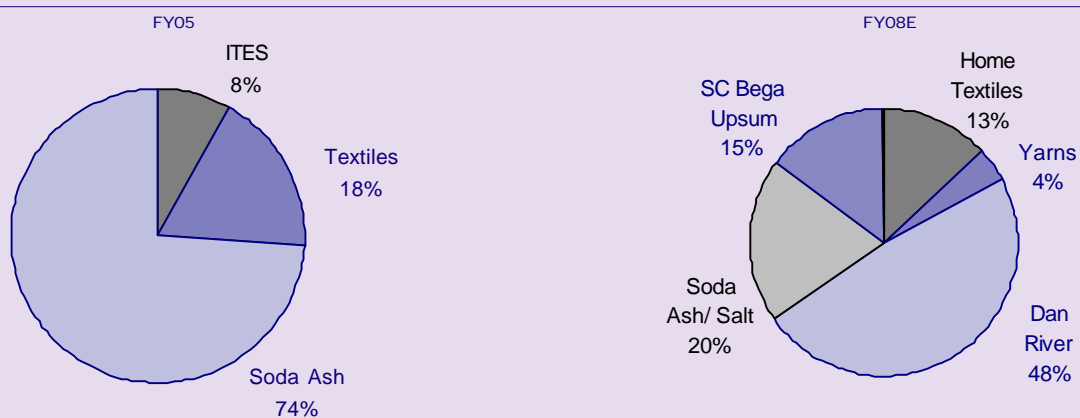 FY05
ITES
8%
Textiles
18%
Soda Ash
74%
FY08E
Home
Textiles
13%
Yarns
4%
Dan
River
48%
Soda
Ash/ Salt
20%
SC Bega
Upsum
15%